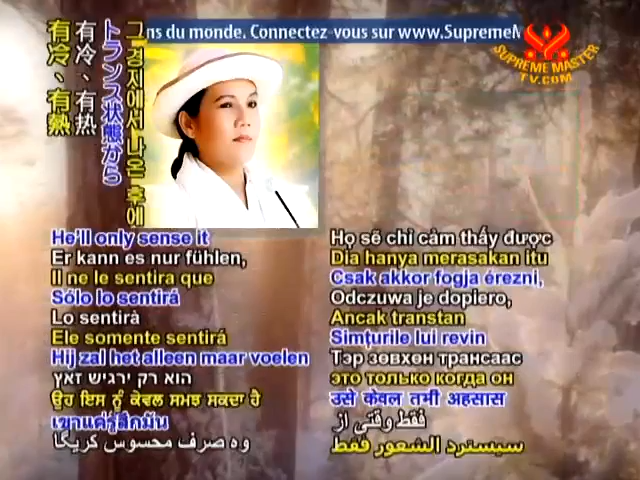 ns du monde. Connectez-vous sur www.SupremeM
SUPREME MASTER
TV.COM
그 경지에서 나온 후에
トランス状態から
有冷、有热
有冷、有熱
He'll only sense it
Er kann es nur fühlen,
Il ne le sentira que
Sólo lo sentirá
Lo sentirà
Ele somente sentirá
Hij zal het alleen maar voelen
הוא רק ירגיש זאת
ਉਹ ਇਸ ਨੂੰ ਕੇਵਲ ਸਮਝ ਸਕਦਾ ਹੈ
เขาแค่รู้สึกมัน
وہ صرف محسوس کریگا
Họ sẽ chỉ cảm thấy được
Dia hanya merasakan itu
Csak akkor fogja érezni,
Odczuwa je dopiero,
Ancak transtan
Simţurile lui revin
Тэр зөвхөн трансаас
это только когда он
उसे केवल तभी अहसास
فقط وقتی از
سيسترد الشعور فقط